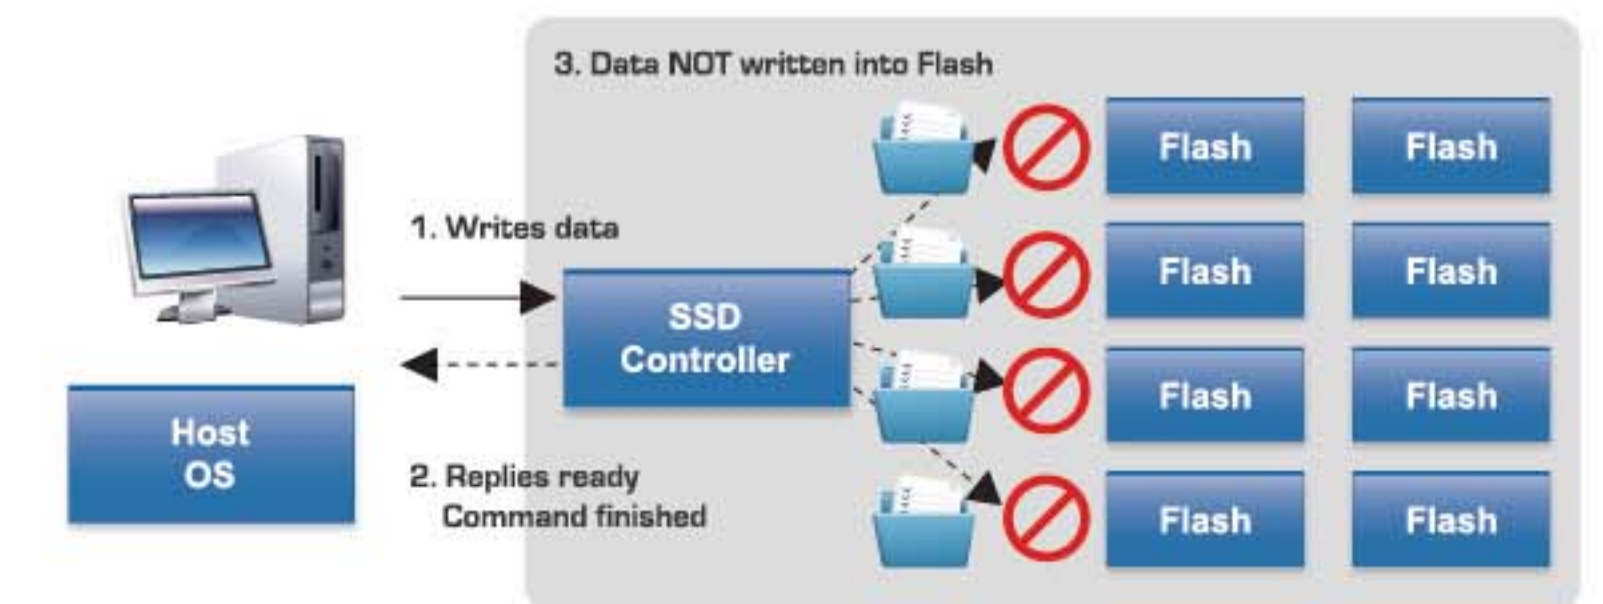 3. Data NOT written into Flash
Flash Flash
1. Writes data
Flash Flash
SSD
Controller
Flash Flash
Host
OS
2. Replies ready
Command finished
Flash Flash